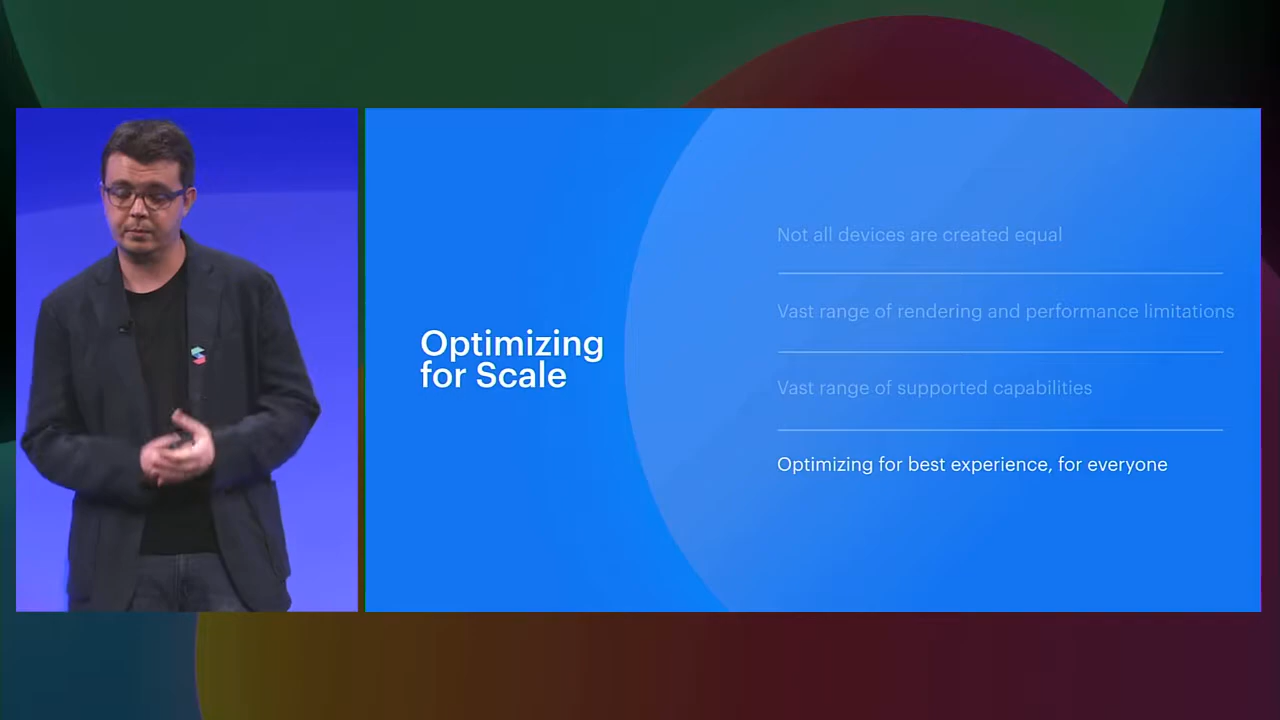 Optimizing
for Scale
Not all devices are created equal
Vast range of rendering and performance limitations
Vast range of supported capabilities
Optimizing for best experience, for everyone